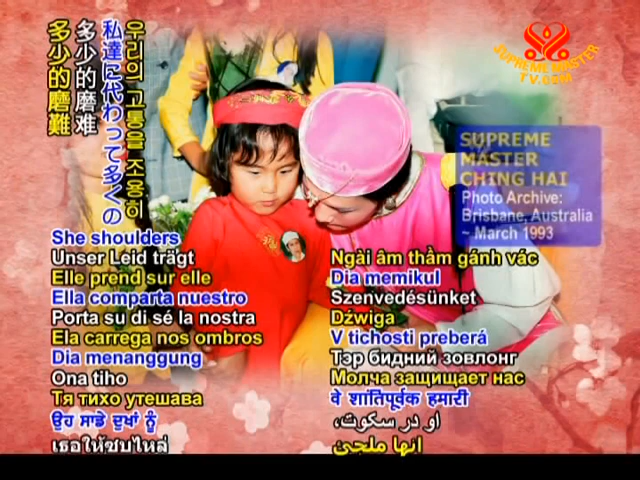 SUPREME MASTER
TV.COM
多少的磨難
多少的磨难
私達に代わって多くの
우리의 고통을 조용히
SUPREME
MASTER
CHING HAI
Photo Archive:
Brisbane, Australia
~ March 1993
She shoulders
Unser Leid trägt
Elle prend sur elle
Ella comparta nuestro
Porta su di sé la nostra
Ela carrega nos ombros
Dia menanggung
Ona tiho
Тя тихо утешава
ਉਹ ਸਾਡੇ ਦੁਖਾਂ ਨੂੰ
เธอให้ซบไหล่
Ngài âm thầm gánh vác
Dia memikul
Szenvedésünket
Dźwiga
V tichosti preberá
Тэр бидний зовлонг
Молча защищает нас
वे शांतिपूर्वक हमारी
او در سکوت،
انها ملجئ